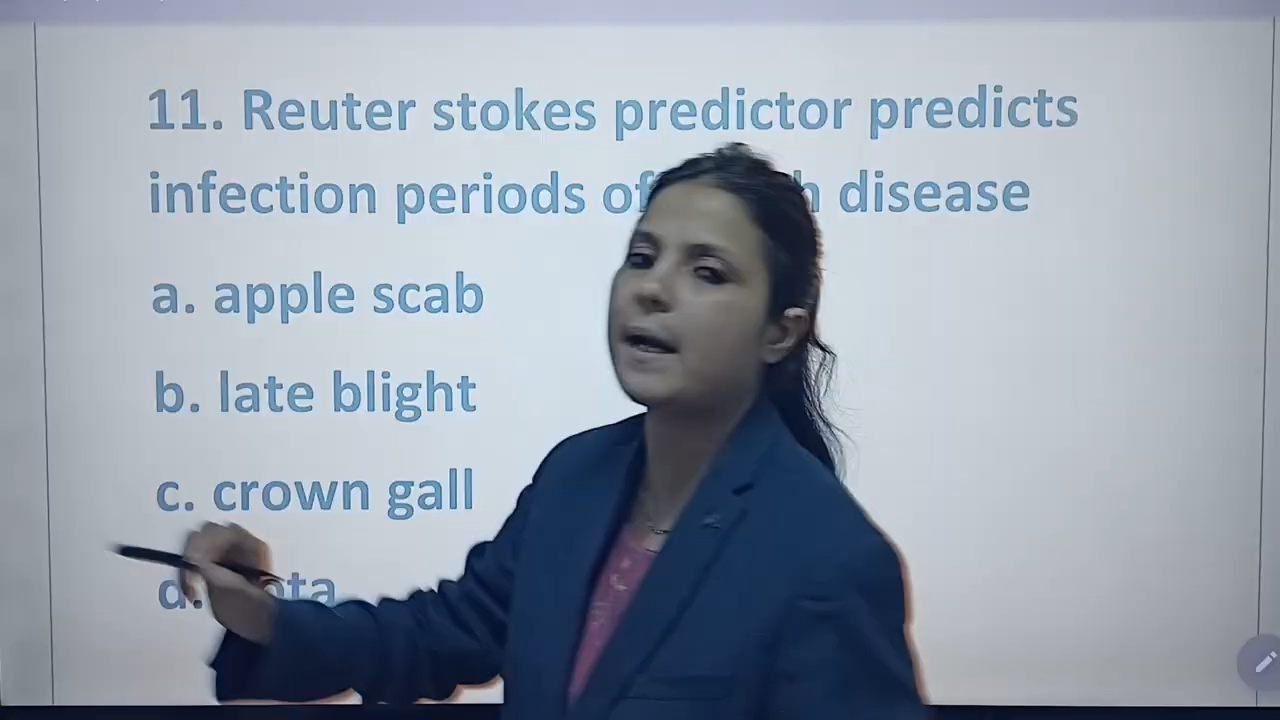 11. Reuter stokes predictor predicts
infection periods of disease
a. apple scab
b. late blight
c. crown gall
d.